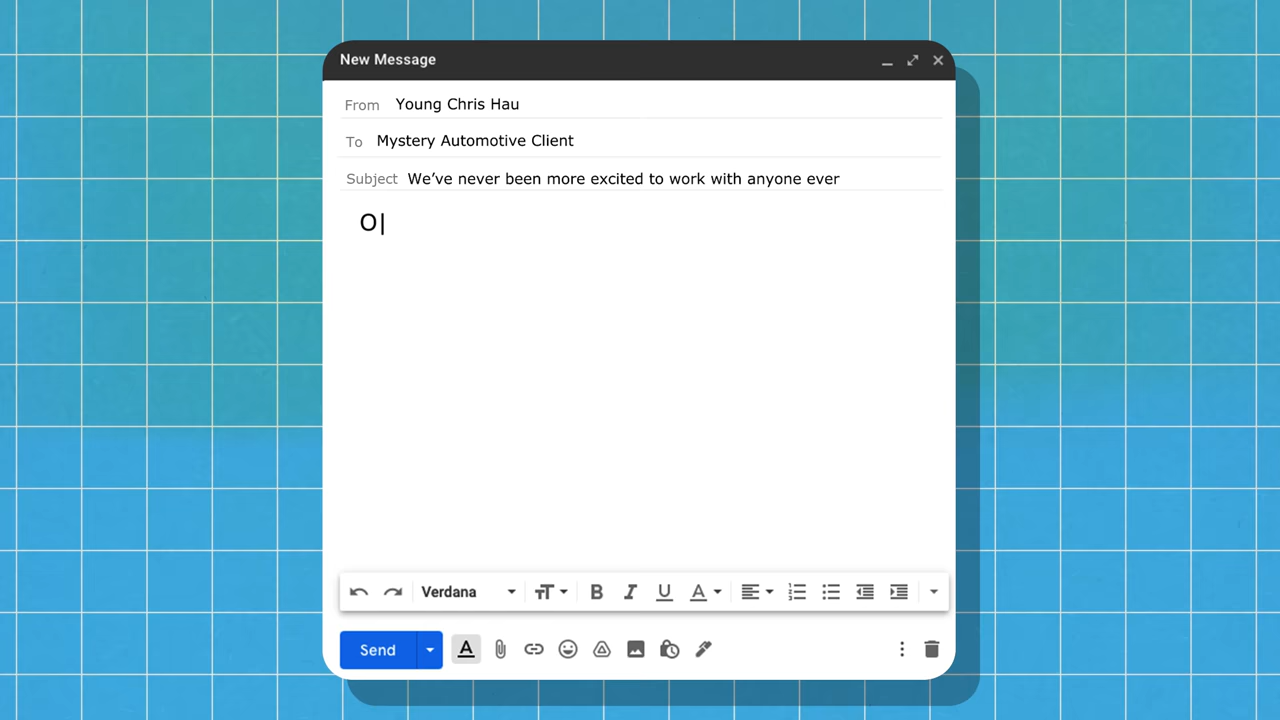 New Message
From Young Chris Hau
To Mystery Automotive Client
Subject We’ve never been more excited to work with anyone ever
O|
Verdana
Send